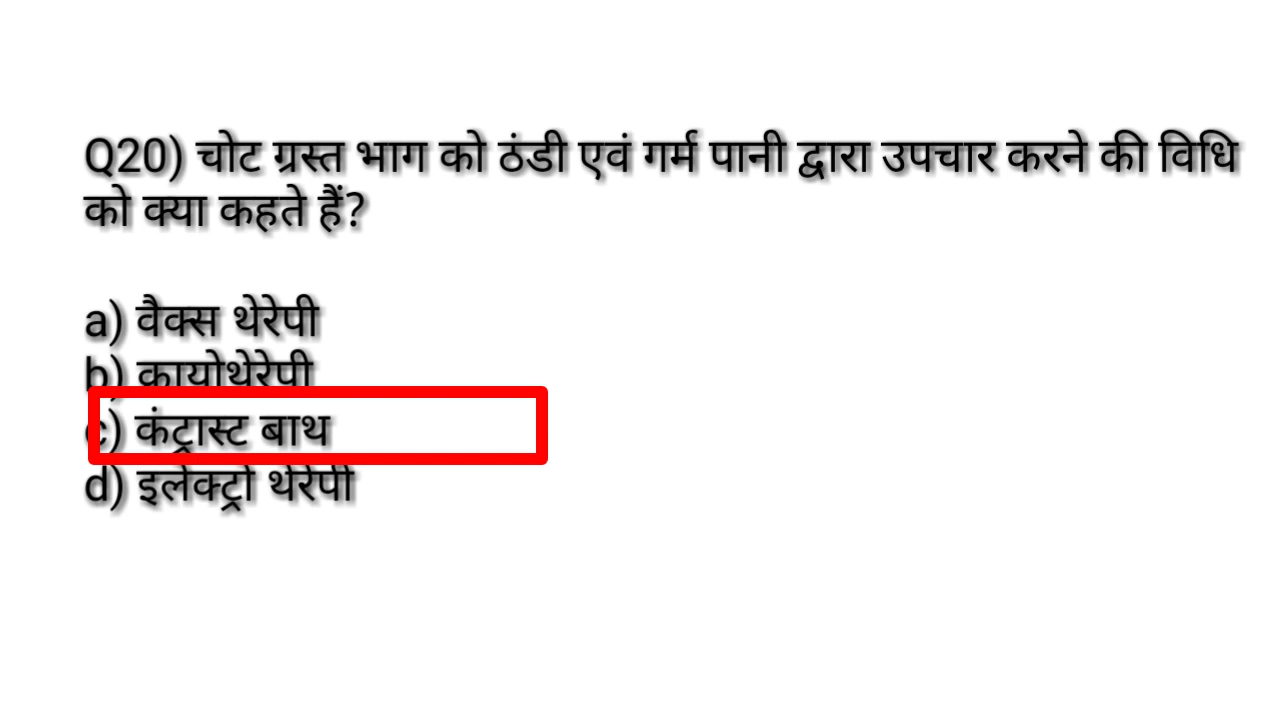 Q20) चोट ग्रस्त भाग को ठंडी एवं गर्म पानी द्वारा उपचार करने की विधि
को क्या कहते हैं?
a) वैक्स थेरेपी
b) कायोथेरेपी
c) कंट्रास्ट बाथ
d) इलेक्ट्रो थेरेपी